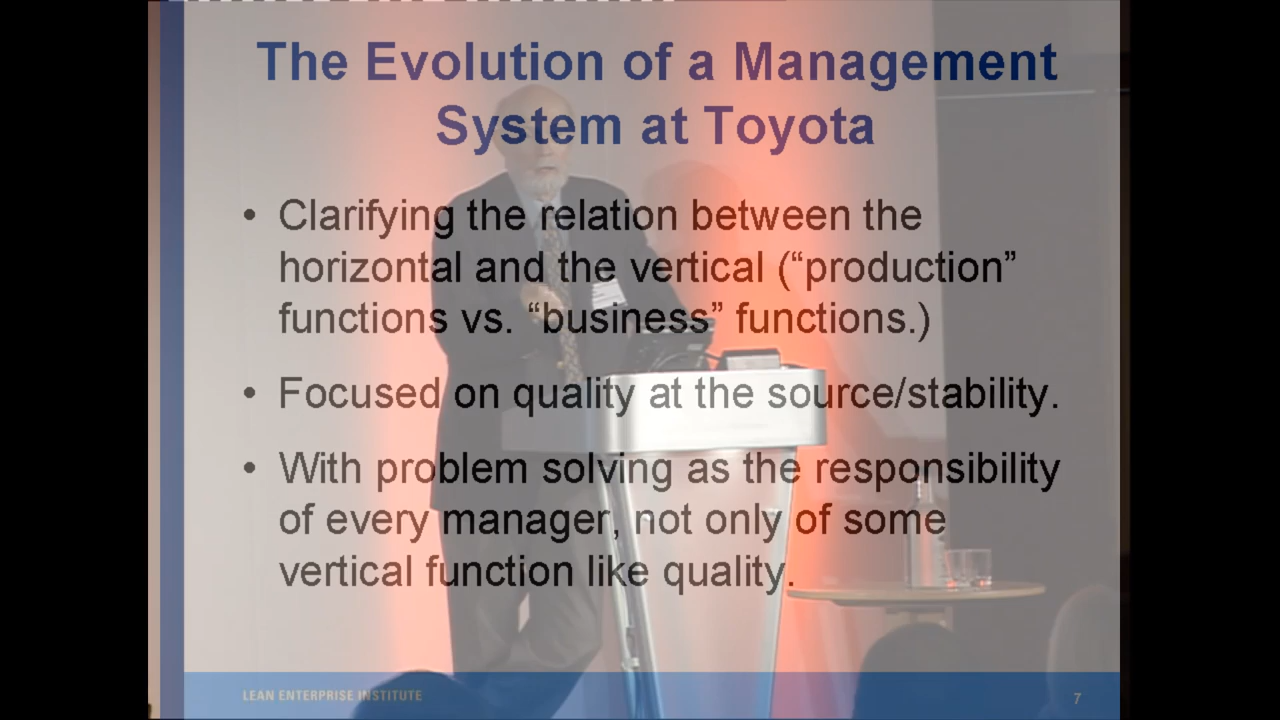 The Evolution of a Management
System at Toyota
• Clarifying the relation between the
horizontal and the vertical (“production”
functions vs. “business” functions.)
• Focused on quality at the source/stability.
• With problem solving as the responsibility
of every manager, not only of some
vertical function like quality.
LEAN ENTERPRISE INSTITUTE
7